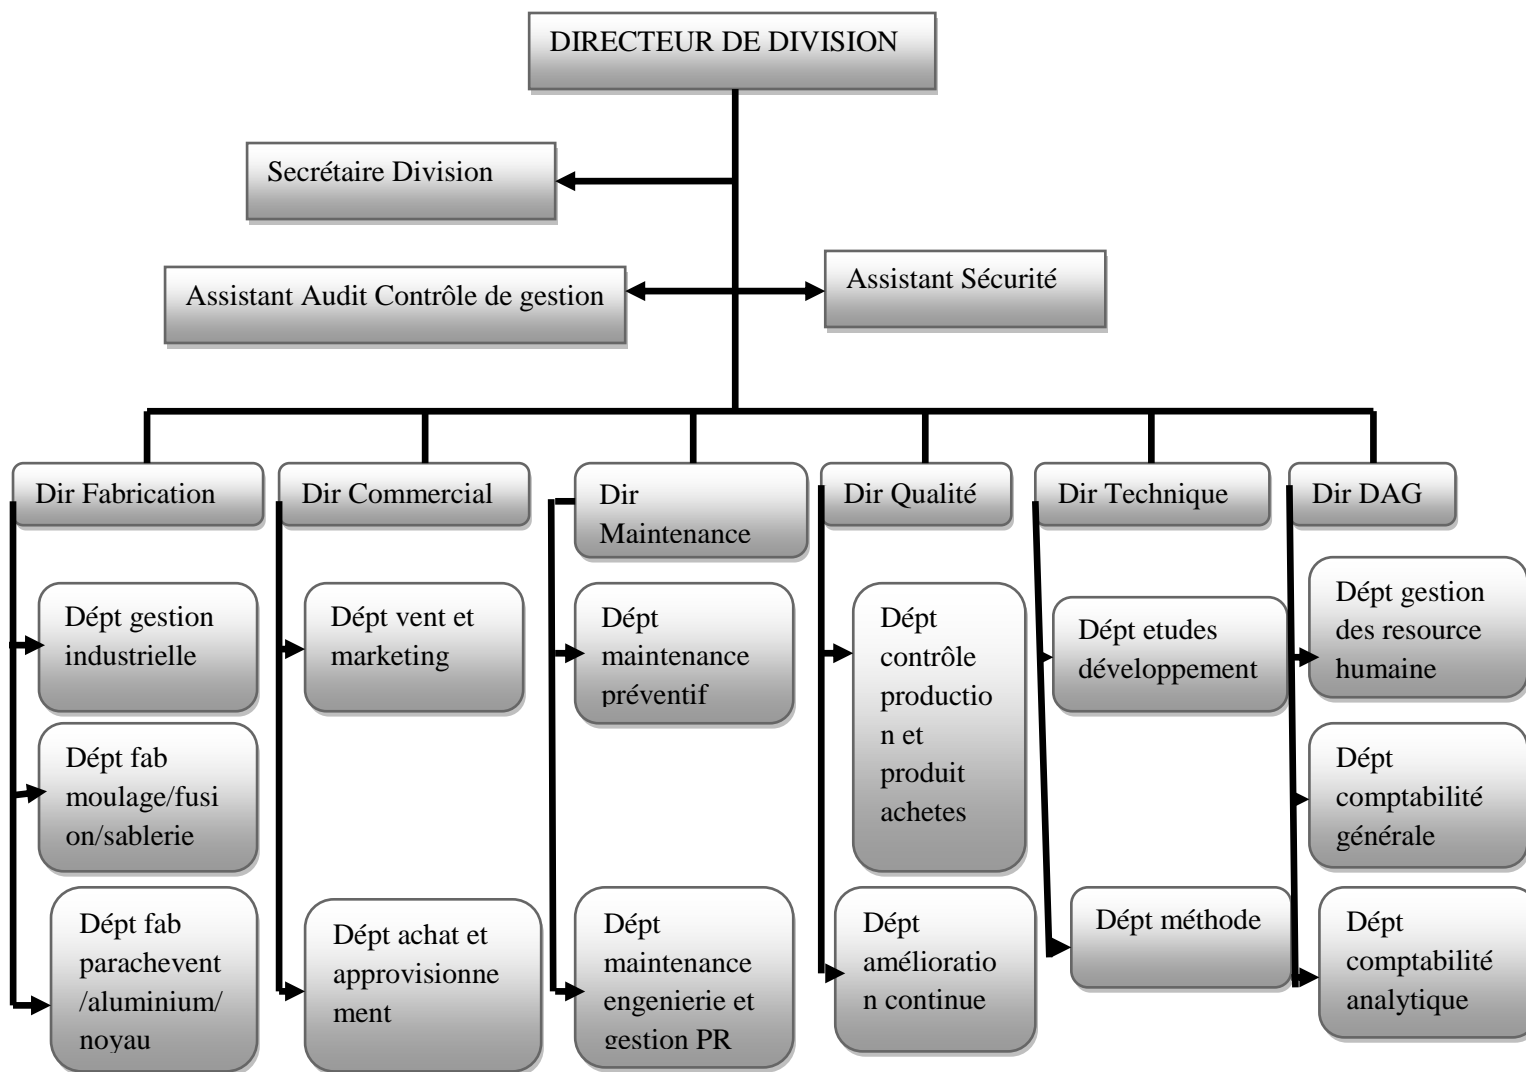 DIRECTEUR DE DIVISION
Secrétaire Division
Assistant Audit Contrôle de gestion
Assistant Sécurité
Dir Fabrication
Dir Commercial
Dir
Maintenance
Dir Qualité
Dir Technique
Dir DAG
Dépt gestion
industrielle
Dépt vent et
marketing
Dépt
maintenance
préventif
Dépt
contrôle
productio
n et
produit
achetes
Dépt etudes
développement
Dépt gestion
des resource
humaine
Dépt fab
moulage/fusi
on/sablerie
Dépt
comptabilité
générale
Dépt fab
parachevent
/aluminium/
noyau
Dépt achat et
approvisionne
ment
Dépt
maintenance
engenierie et
gestion PR
Dépt
amélioratio
n continue
Dépt méthode
Dépt
comptabilité
analytique